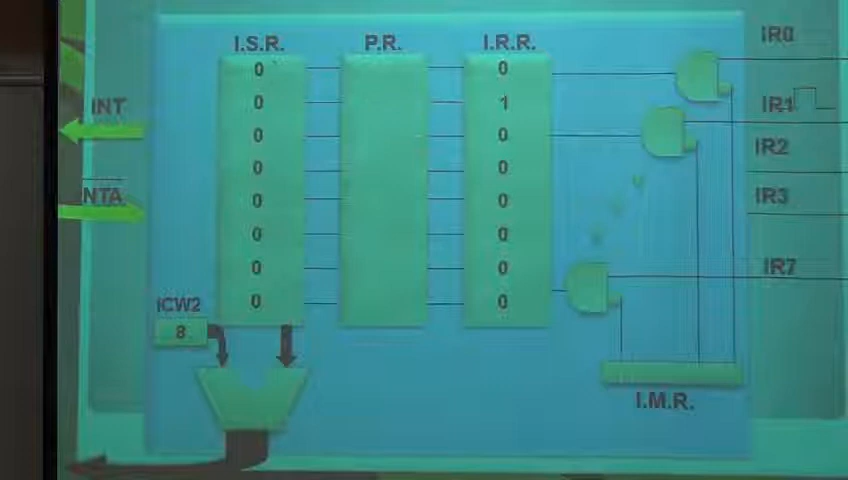 I.S.R. P.R. I.R.R. IR0
0 0
0 1
INT IR1
0 0
IR2
0 0
NTA IR3
0 0
0 0
0 0
IR7
0 0
ICW2
8
I.M.R.